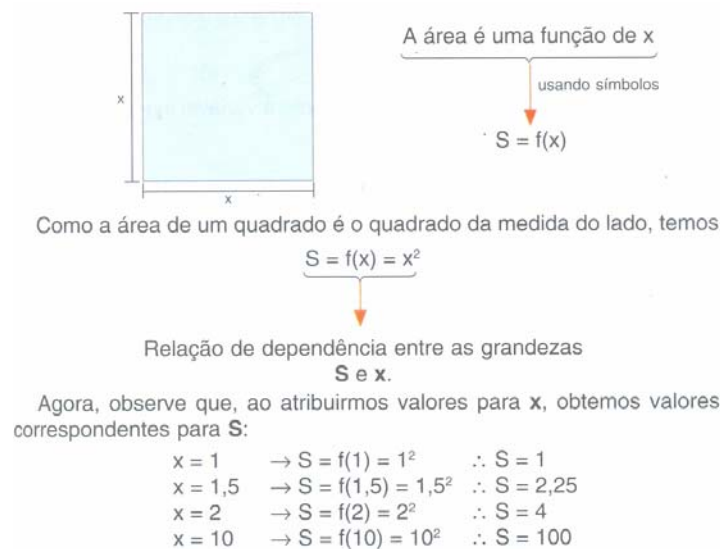 A área é uma função de x
x
usando símbolos
S = f(x)
x
Como a área de um quadrado é o quadrado da medida do lado, temos
S = f(x) = x²
Relação de dependência entre as grandezas
S e x.
Agora, observe que, ao atribuirmos valores para x, obtemos valores
correspondentes para S:
x = 1 → S = f(1) = 1² ∴ S = 1
x = 1,5 → S = f(1,5) = 1,5² ∴ S = 2,25
x = 2 → S = f(2) = 2² ∴ S = 4
x = 10 → S = f(10) = 10² ∴ S = 100